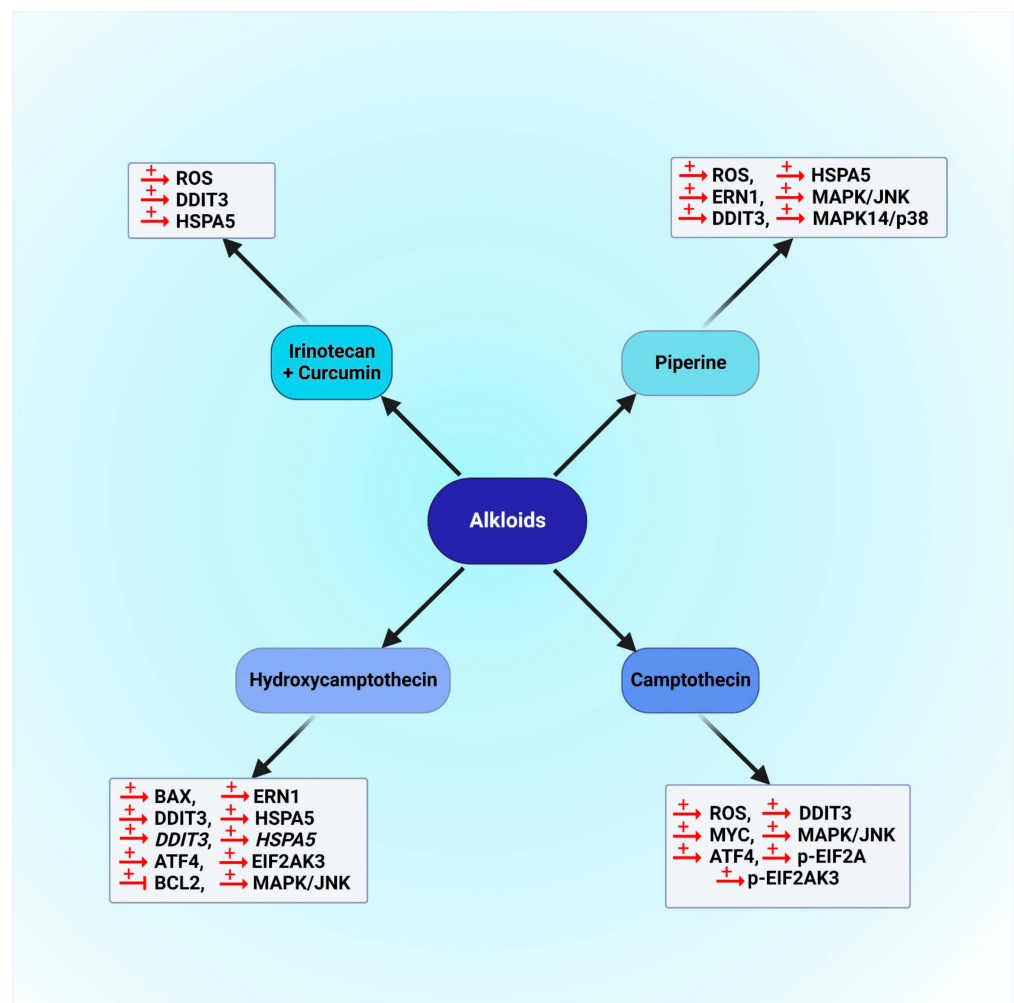 + ROS
+ DDIT3
+ HSPA5
+ ROS, + HSPA5
+ ERN1, + MAPK/JNK
+ DDIT3, + MAPK14/p38
Irinotecan
+ Curcumin
Piperine
Alkloids
Hydroxycamptothecin
Camptothecin
+ BAX, + ERN1
+ DDIT3, + HSPA5
+ DDIT3, + HSPA5
+ ATF4, + EIF2AK3
+ BCL2, + MAPK/JNK
+ ROS, + DDIT3
+ MYC, + MAPK/JNK
+ ATF4, + p-EIF2A
+ p-EIF2AK3